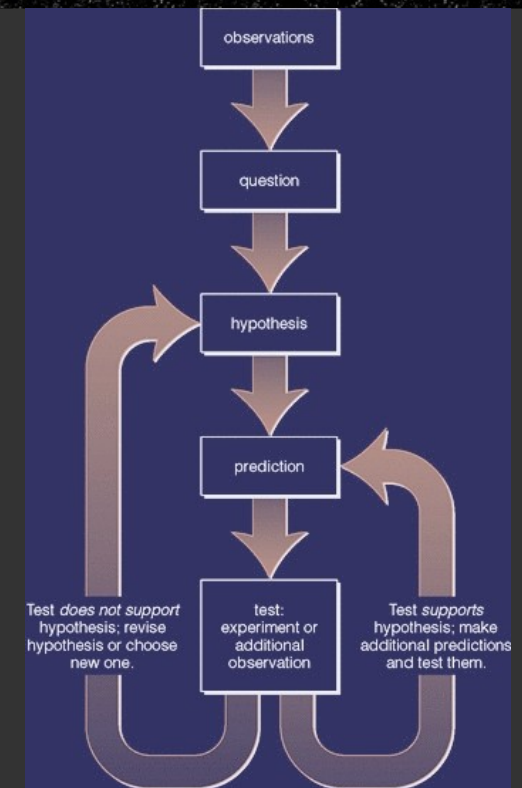 observations
question
hypothesis
prediction
test:
experiment or
additional
observation
Test does not support
hypothesis; revise
hypothesis or choose
new one.
Test supports
hypothesis; make
additional predictions
and test them.